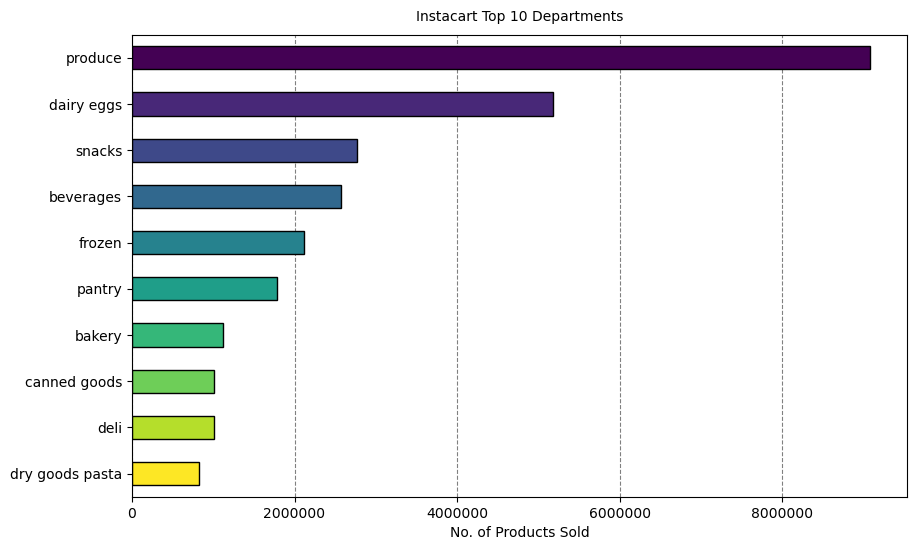 Instacart Top 10 Departments
produce
dairy eggs
snacks
beverages
frozen
pantry
bakery
canned goods
deli
dry goods pasta
0 2000000 4000000 6000000 8000000
No. of Products Sold